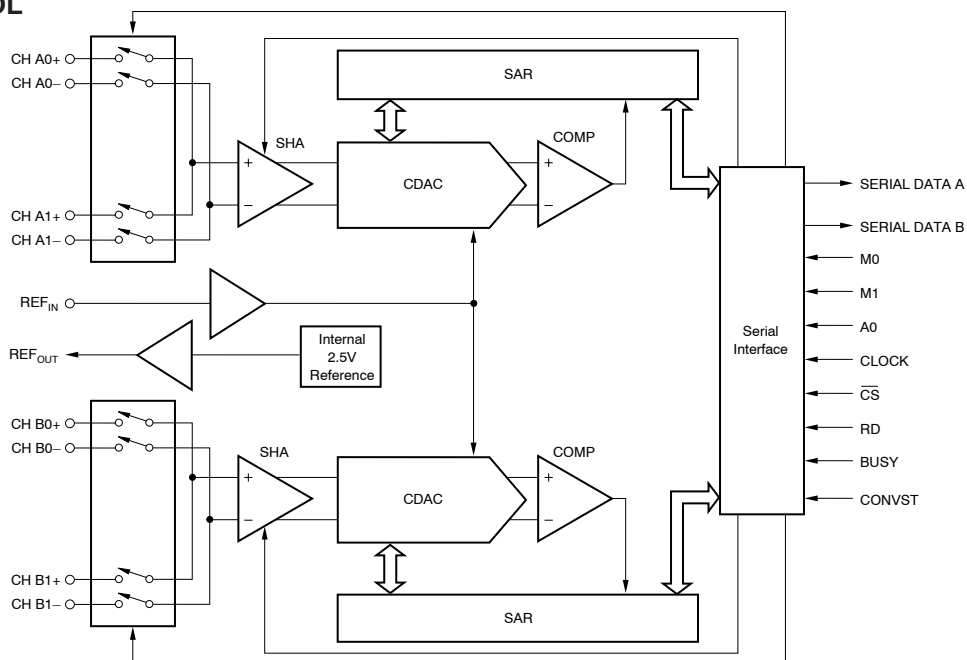 OL
CH A0+
CH A0–
SAR
SHA
COMP
+
–
CDAC
+
–
CH A1+
CH A1–
SERIAL DATA A
SERIAL DATA B
M0
M1
A0
CLOCK
CS
RD
BUSY
CONVST
Serial
Interface
REFIN
REFOUT
Internal
2.5V
Reference
CH B0+
CH B0–
SHA
COMP
+
–
CDAC
+
–
CH B1+
CH B1–
SAR